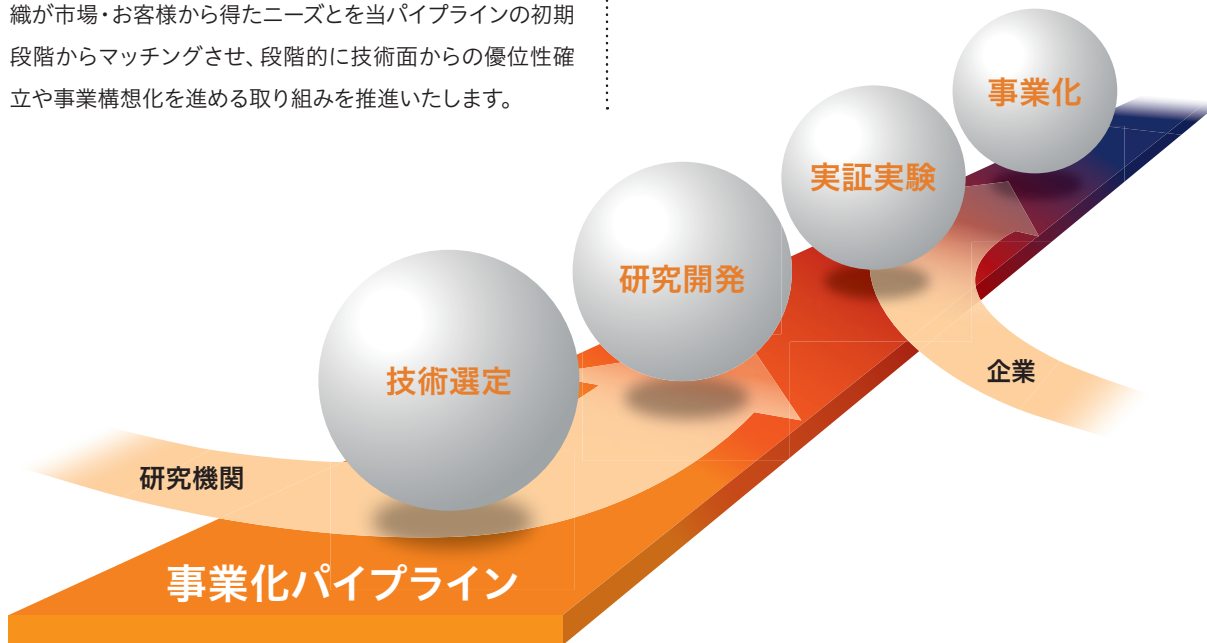 織が市場・お客様から得たニーズとを当パイプラインの初期
段階からマッチングさせ、段階的に技術面からの優位性確
立や事業構想化を進める取り組みを推進いたします。
事業化
実証実験
研究開発
技術選定
企業
研究機関
事業化パイプライン